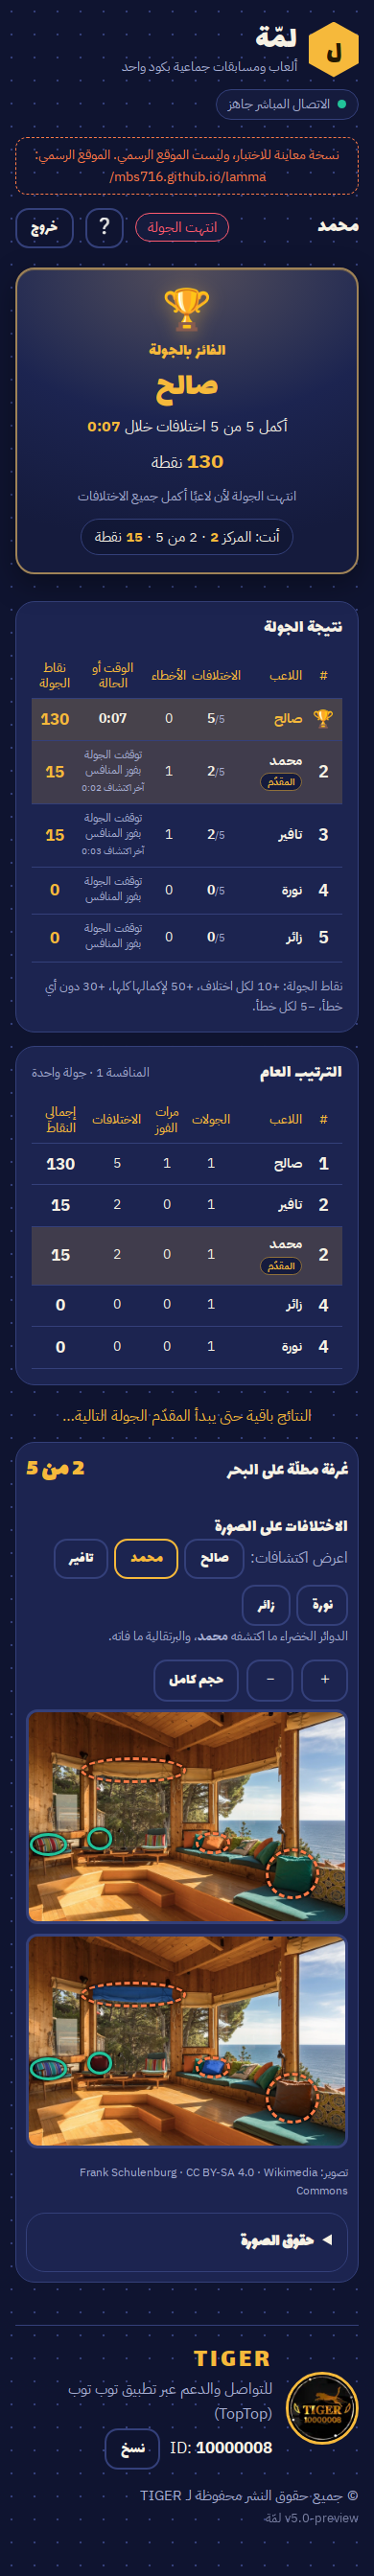 ل
لمّة
ألعاب ومسابقات جماعية بكود واحد
الاتصال المباشر جاهز
نسخة معاينة للاختبار، وليست الموقع الرسمي. الموقع الرسمي:
mbs716.github.io/lamma/
محمد
انتهت الجولة
?
خروج
🏆
الفائز بالجولة
صالح
أكمل 5 من 5 اختلافات خلال 0:07
130 نقطة
انتهت الجولة لأن لاعبًا أكمل جميع الاختلافات
أنت: المركز 2 · 2 من 5 · 15 نقطة
نتيجة الجولة
# اللاعب الاختلافات الأخطاء الوقت أو الحالة نقاط الجولة
🏆 صالح 5/5 0 0:07 130
2 محمد المقدّم 2/5 1 توقفت الجولة بفوز المنافس آخر اكتشاف 0:02 15
3 تافير 2/5 1 توقفت الجولة بفوز المنافس آخر اكتشاف 0:03 15
4 نورة 0/5 0 توقفت الجولة بفوز المنافس 0
5 زائر 0/5 0 توقفت الجولة بفوز المنافس 0
نقاط الجولة: +10 لكل اختلاف، +50 لإكمالها كلها، +30 دون أي
خطأ، −5 لكل خطأ.
الترتيب العام
المنافسة 1 · جولة واحدة
# اللاعب الجولات مرات الفوز الاختلافات إجمالي النقاط
1 صالح 1 1 5 130
2 تافير 1 0 2 15
2 محمد المقدّم 1 0 2 15
4 زائر 1 0 0 0
4 نورة 1 0 0 0
النتائج باقية حتى يبدأ المقدّم الجولة التالية...
غرفة مطلّة على البحر
2 من 5
الاختلافات على الصورة
اعرض اكتشافات: صالح محمد تافير
نورة زائر
الدوائر الخضراء ما اكتشفه محمد، والبرتقالية ما فاته.
+ − حجم كامل
تصوير: Frank Schulenburg · CC BY-SA 4.0 · Wikimedia
Commons
◀ حقوق الصورة
TIGER
10000008
TIGER
للتواصل والدعم عبر تطبيق توب توب
(TopTop)
ID: 10000008 نسخ
© جميع حقوق النشر محفوظة لـ TIGER
لمّة v5.0-preview